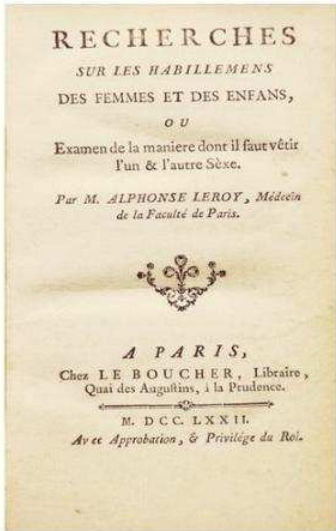 RECHERCHES
SUR LES HABILLEMENS
DES FEMMES ET DES ENFANS,
OU
Examen de la maniere dont il faut vêtir
l'un & l'autre Sèxe.
Par M. ALPHONSE LEROY, Médecin
de la Faculté de Paris.
A PARIS,
Chez LE BOUCHER, Libraire,
Quai des Augustins, à la Prudence.
M. DCC. LXXII.
Avec Approbation, & Privilége du Roi.